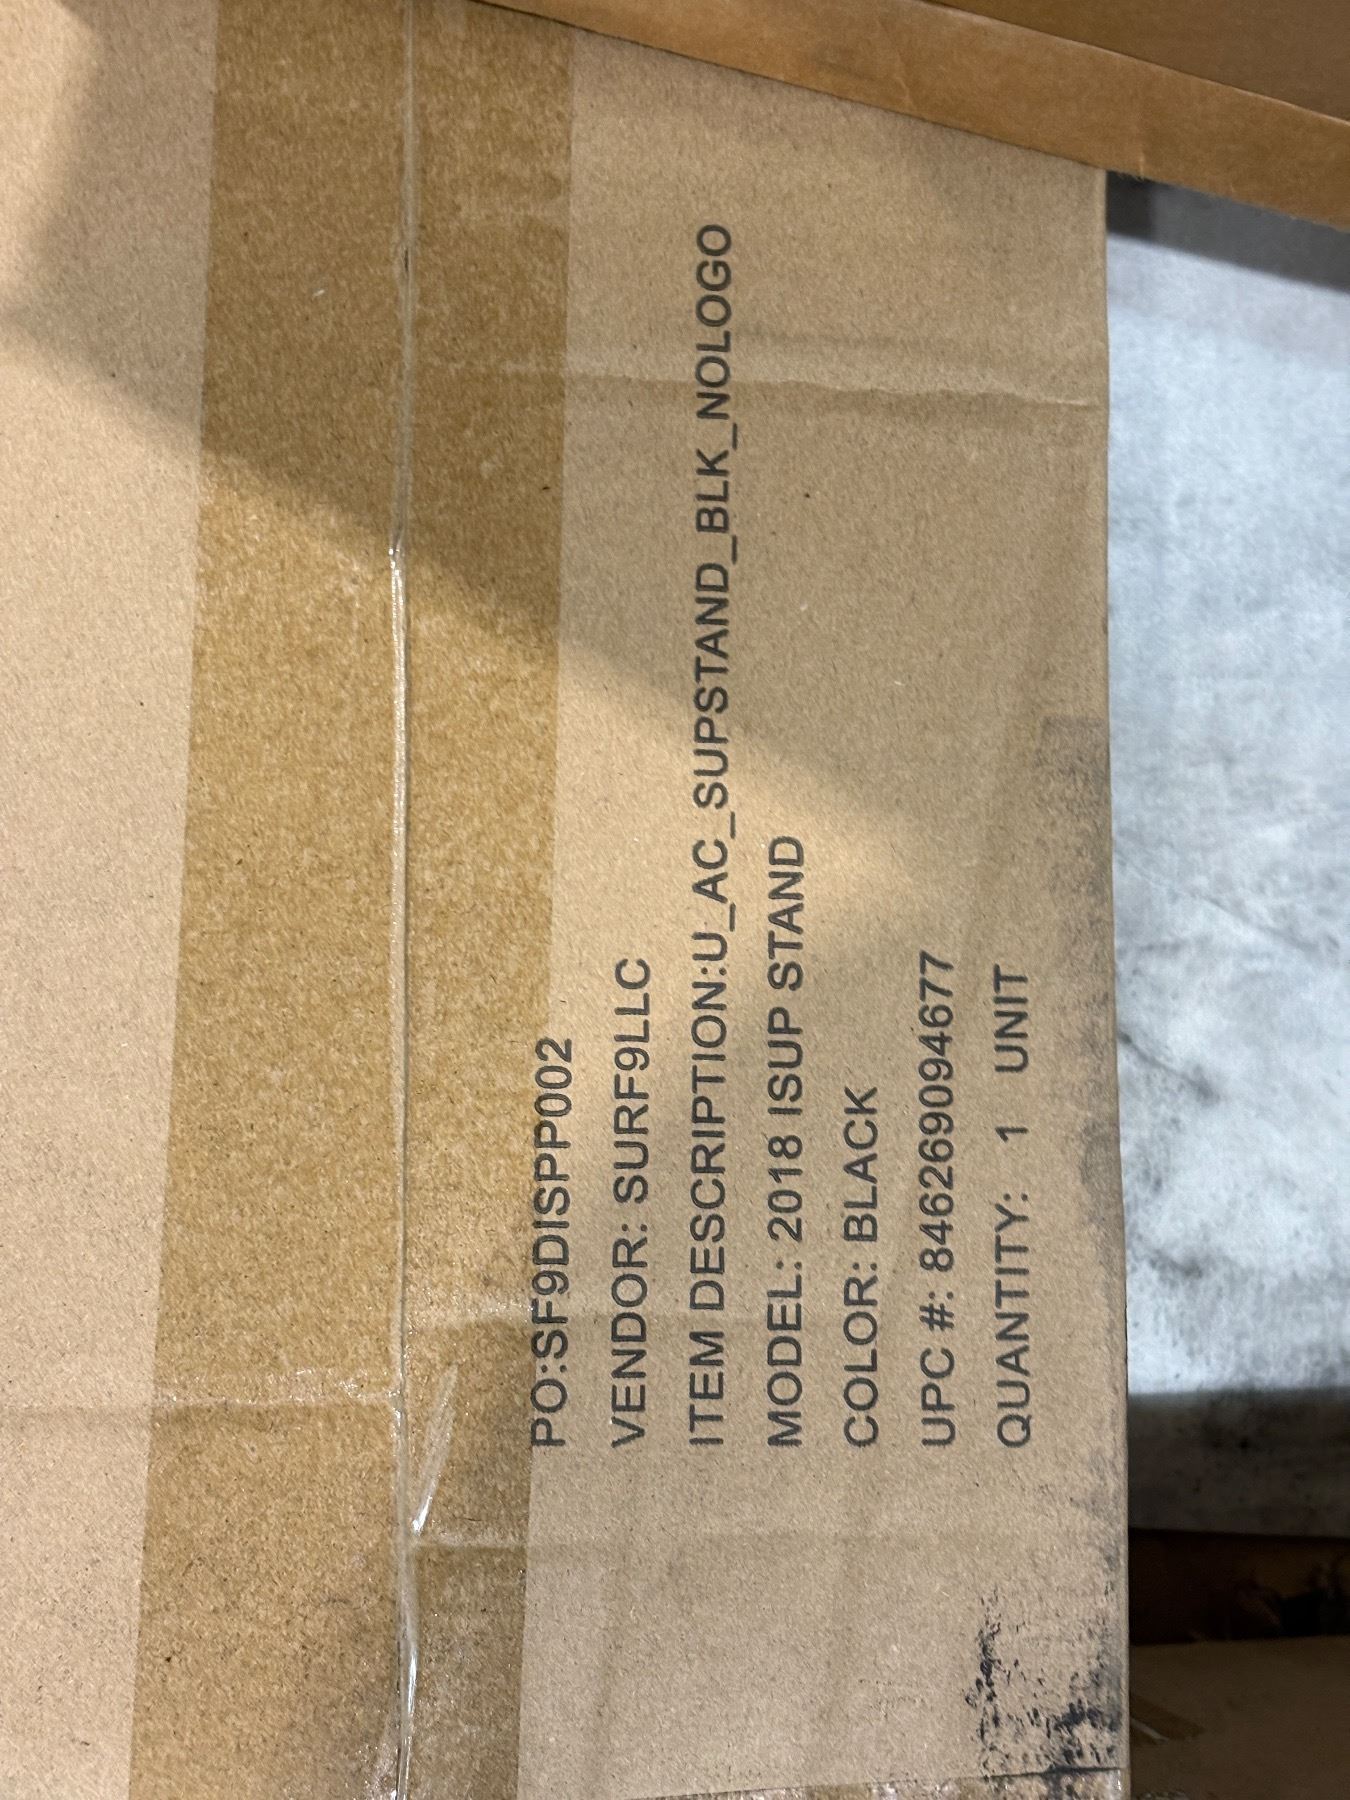 PO:SF9DISPP002
VENDOR: SURF9LLC
ITEM DESCRIPTION:U_AC_SUPSTAND_BLK_NOLOGO
MODEL: 2018 ISUP STAND
COLOR: BLACK
UPC #: 846269094677
QUANTITY: 1 UNIT